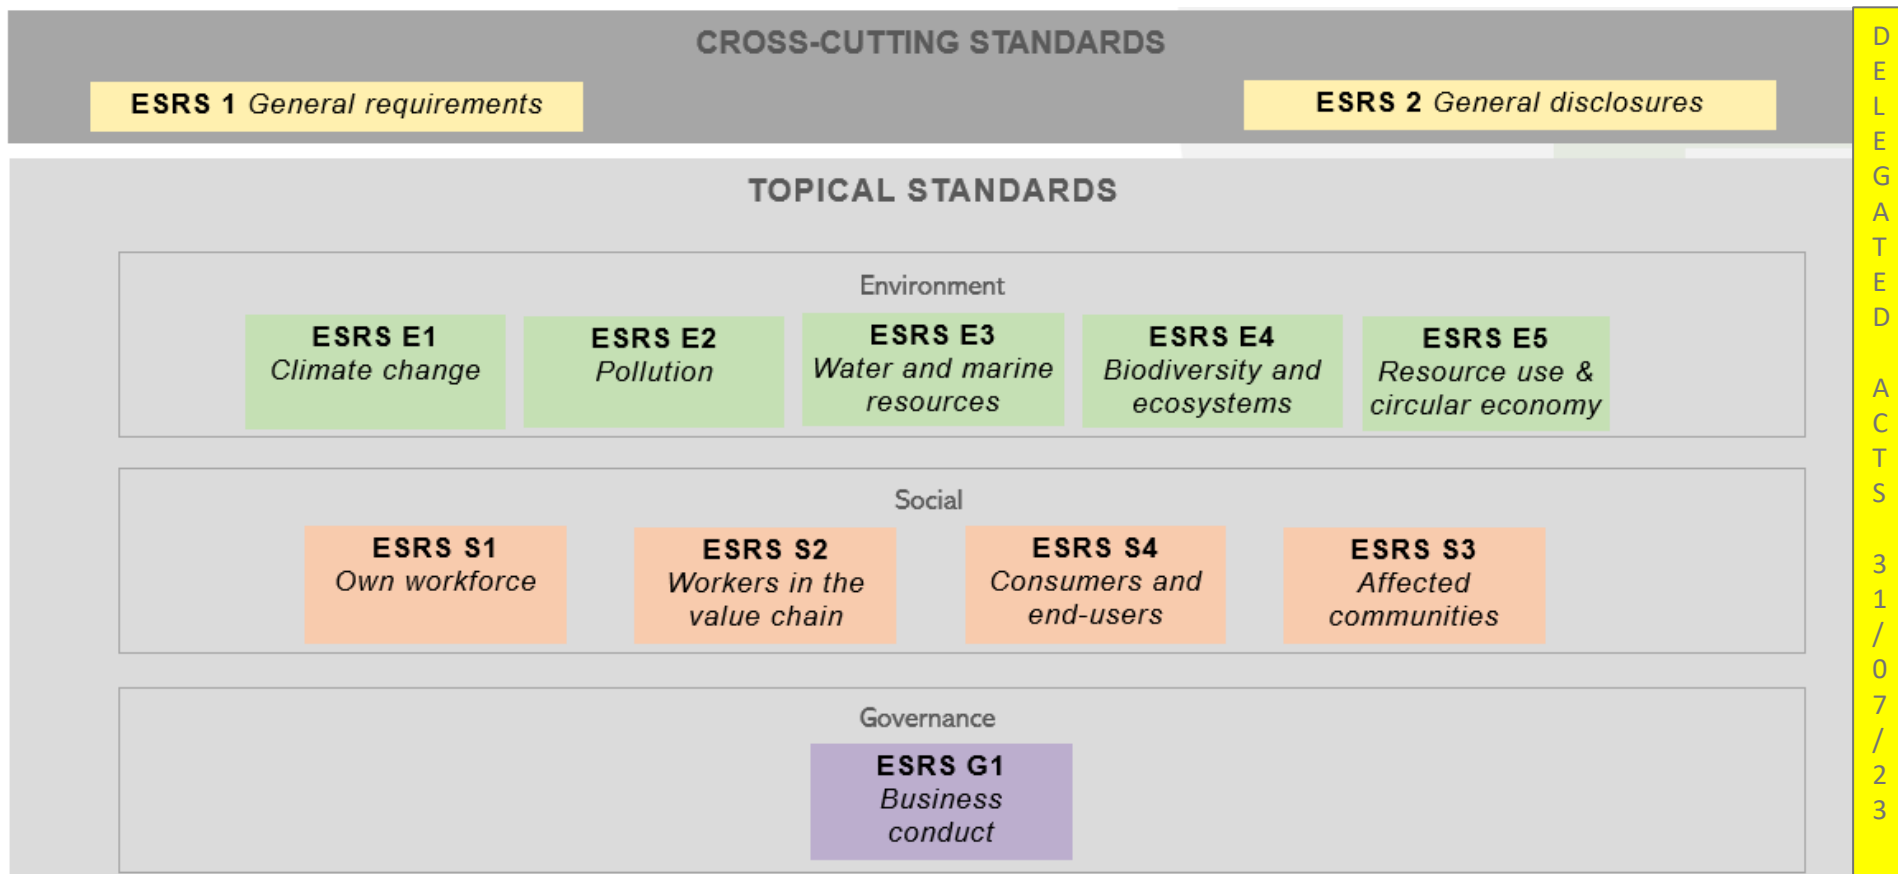 CROSS-CUTTING STANDARDS
ESRS 1 General requirements
ESRS 2 General disclosures
TOPICAL STANDARDS
Environment
ESRS E1
Climate change
ESRS E2
Pollution
ESRS E3
Water and marine
resources
ESRS E4
Biodiversity and
ecosystems
ESRS E5
Resource use &
circular economy
Social
ESRS S1
Own workforce
ESRS S2
Workers in the
value chain
ESRS S4
Consumers and
end-users
ESRS S3
Affected
communities
Governance
ESRS G1
Business
conduct
DELEGATED ACTS 31/07/23